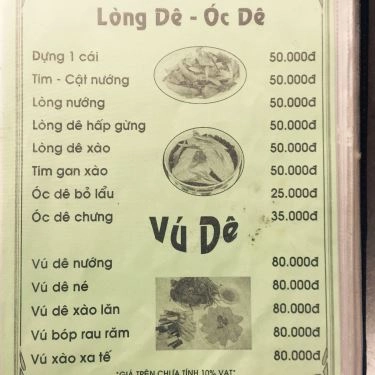 Lòng Dê - Óc Dê
Dựng 1 cái 50.000đ
Tim - Cật nướng 50.000đ
Lòng nướng 50.000đ
Lòng dê hấp gừng 50.000đ
Lòng dê xào 50.000đ
Tim gan xào 50.000đ
Óc dê bỏ lẩu 25.000đ
Óc dê chưng 35.000đ
Vú Dê
Vú dê nướng 80.000đ
Vú dê né 80.000đ
Vú dê xào lăn 80.000đ
Vú bóp rau răm 80.000đ
Vú xào xa tế 80.000đ
"GIÁ TRÊN CHƯA TÍNH 10% VAT"